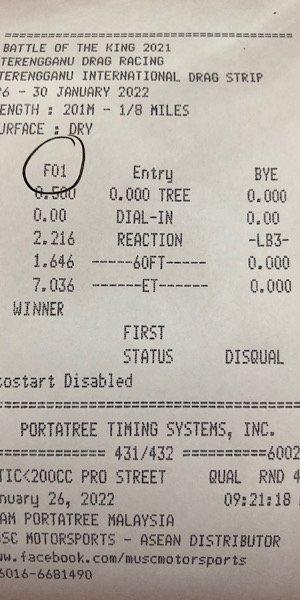 =====================================
BATTLE OF THE KING 2021
TERENGGANU DRAG RACING
TERENGGANU INTERNATIONAL DRAG STRIP
26 - 30 JANUARY 2022
ENGTH : 201M - 1/8 MILES
URFACE : DRY
F01 Entry BYE
0.500 0.000 TREE 0.000
0.00 DIAL-IN 0.00
2.216 REACTION -LB3-
1.646 ------60FT------ 0.000
7.036 ------ET------ 0.000
WINNER
FIRST
STATUS DISQUAL
tostart Disabled
=====================================
PORTATREE TIMING SYSTEMS, INC.
============ 431/432 ===========6002
TIC<200CC PRO STREET QUAL RND 4
nuary 26, 2022 09:21:18
AM PORTATREE MALAYSIA
SC MOTORSPORTS - ASEAN DISTRIBUTOR
w.facebook.com/muscmotorsports
6016-6681490